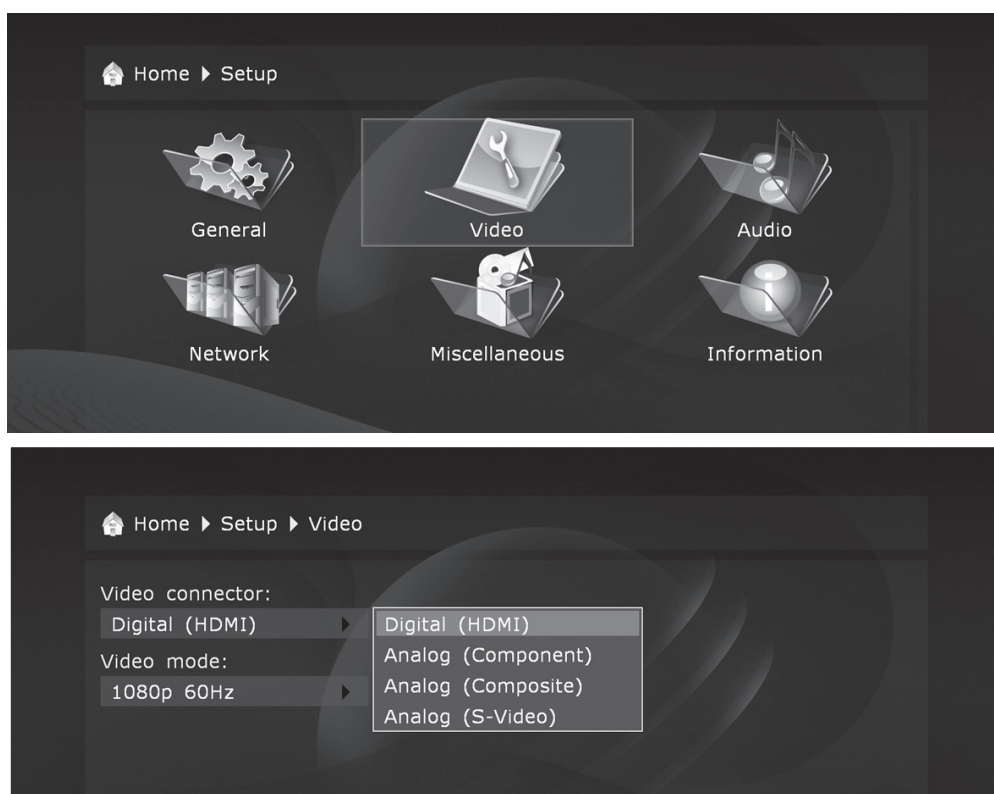 Home ▶ Setup
General Video Audio
Network Miscellaneous Information
Home ▶ Setup ▶ Video
Video connector:
Digital (HDMI) ▶ Digital (HDMI)
Analog (Component)
Video mode:
1080p 60Hz ▶ Analog (Composite)
Analog (S-Video)